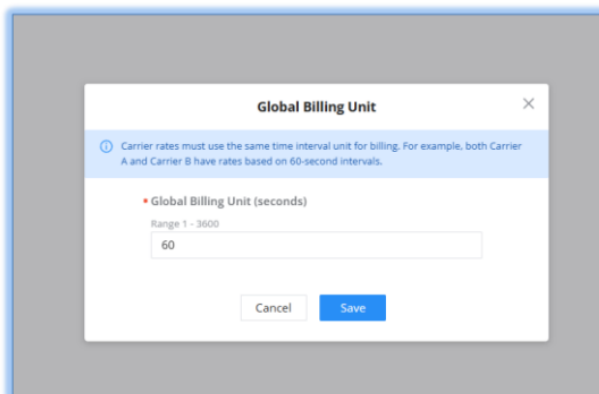 Global Billing Unit
Carrier rates must use the same time interval unit for billing. For example, both Carrier
A and Carrier B have rates based on 60-second intervals.
* Global Billing Unit (seconds)
Range 1 - 3600
60
Cancel
Save